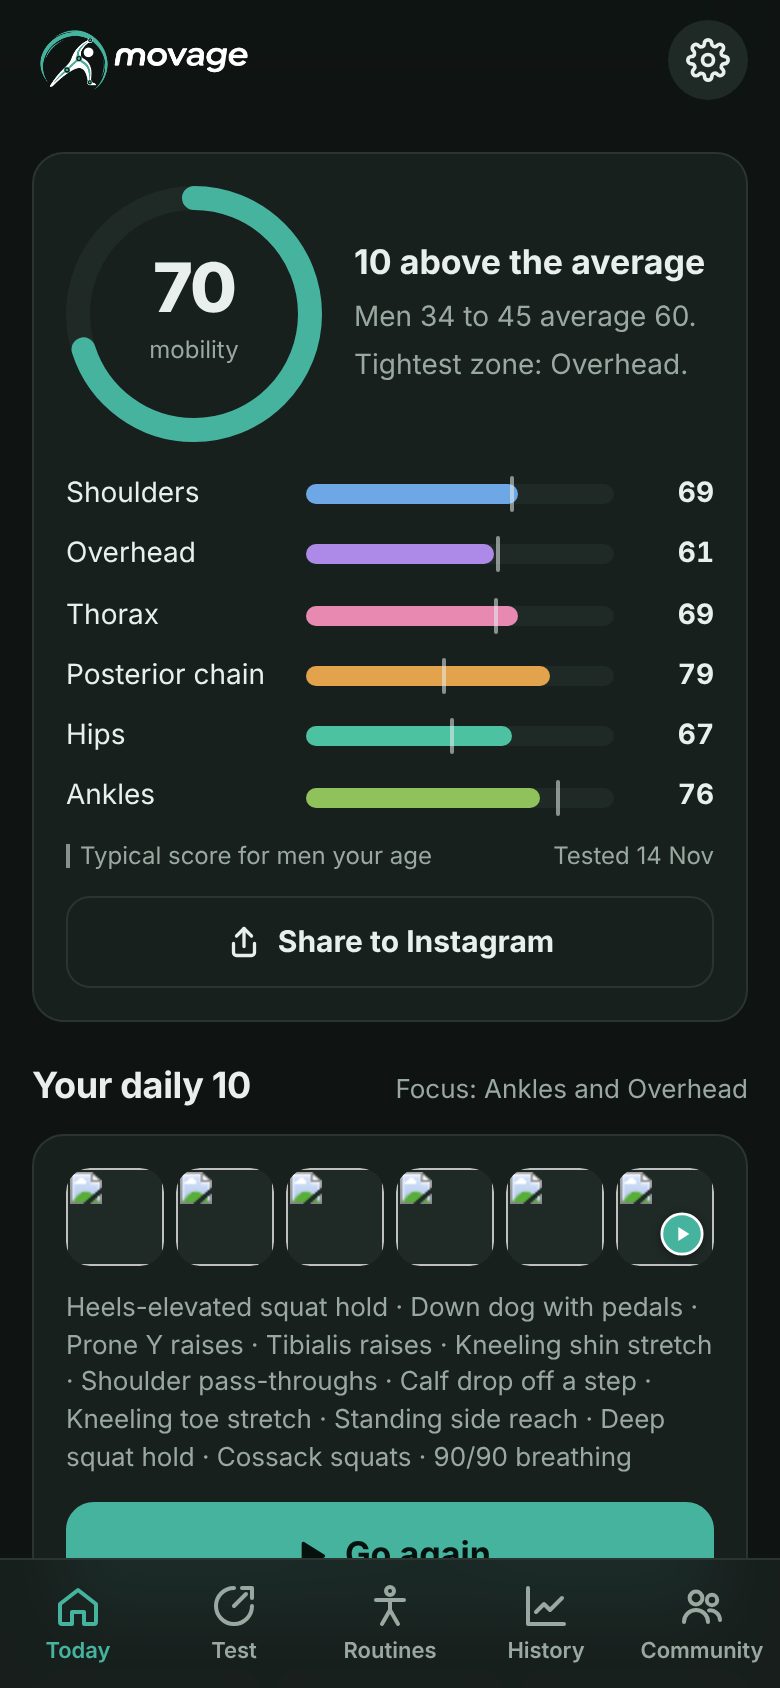 movage
70
mobility
10 above the average
Men 34 to 45 average 60.
Tightest zone: Overhead.
Shoulders 69
Overhead 61
Thorax 69
Posterior chain 79
Hips 67
Ankles 76
Typical score for men your age Tested 14 Nov
Share to Instagram
Your daily 10 Focus: Ankles and Overhead
Heels-elevated squat hold · Down dog with pedals ·
Prone Y raises · Tibialis raises · Kneeling shin stretch
· Shoulder pass-throughs · Calf drop off a step ·
Kneeling toe stretch · Standing side reach · Deep
squat hold · Cossack squats · 90/90 breathing
Go again
Today Test Routines History Community